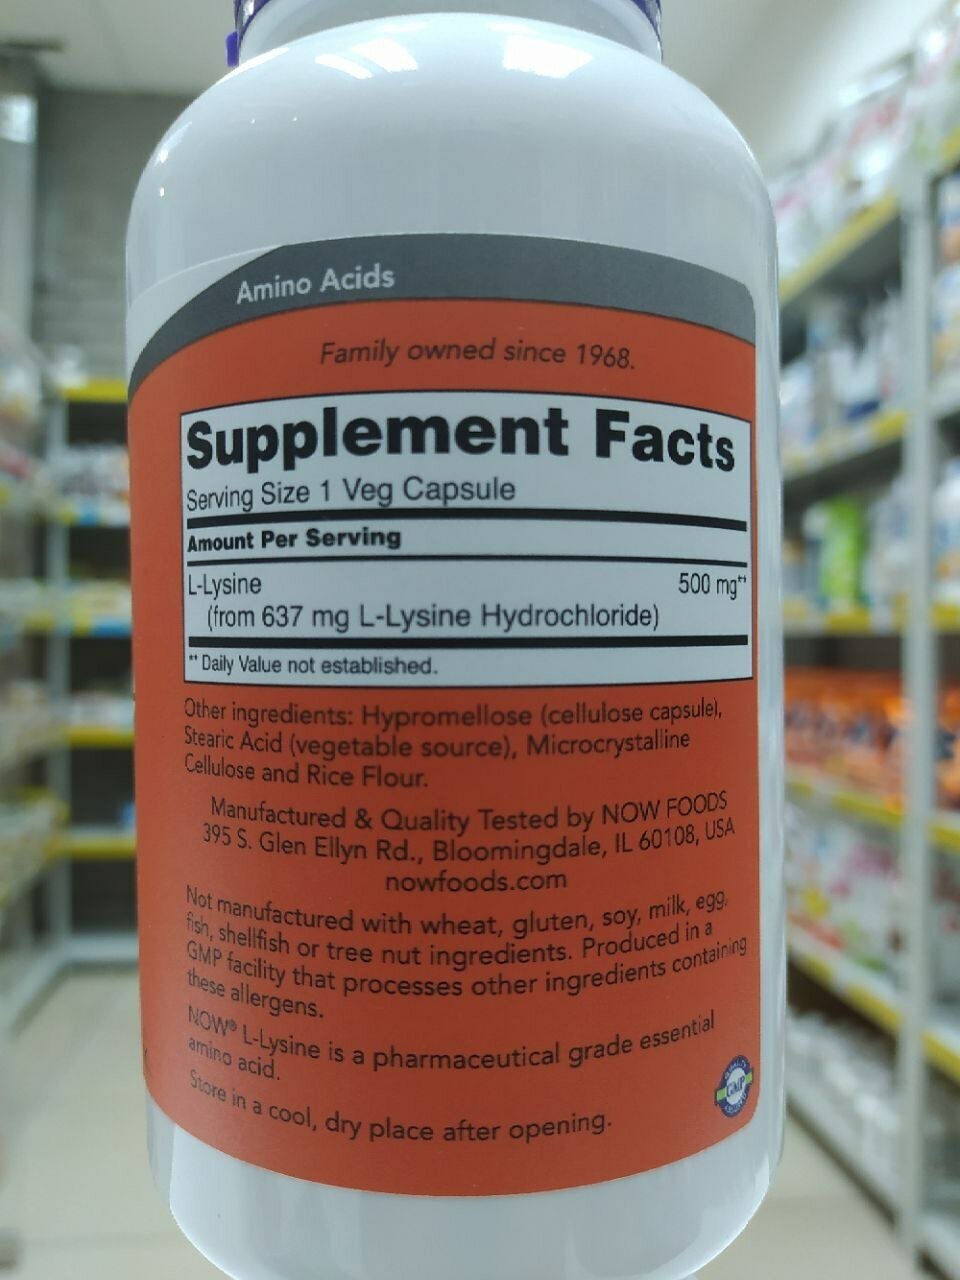 Amino Acids
Family owned since 1968.
Supplement Facts
Serving Size 1 Veg Capsule
Amount Per Serving
L-Lysine 500 mg**
(from 637 mg L-Lysine Hydrochloride)
** Daily Value not established.
Other ingredients: Hypromellose (cellulose capsule),
Stearic Acid (vegetable source), Microcrystalline
Cellulose and Rice Flour.
Manufactured & Quality Tested by NOW FOODS
395 S. Glen Ellyn Rd., Bloomingdale, IL 60108, USA
nowfoods.com
Not manufactured with wheat, gluten, soy, milk, egg,
fish, shellfish or tree nut ingredients. Produced in a
GMP facility that processes other ingredients containing
these allergens.
NOW® L-Lysine is a pharmaceutical grade essential
amino acid.
Store in a cool, dry place after opening.
QUALITY
GMP